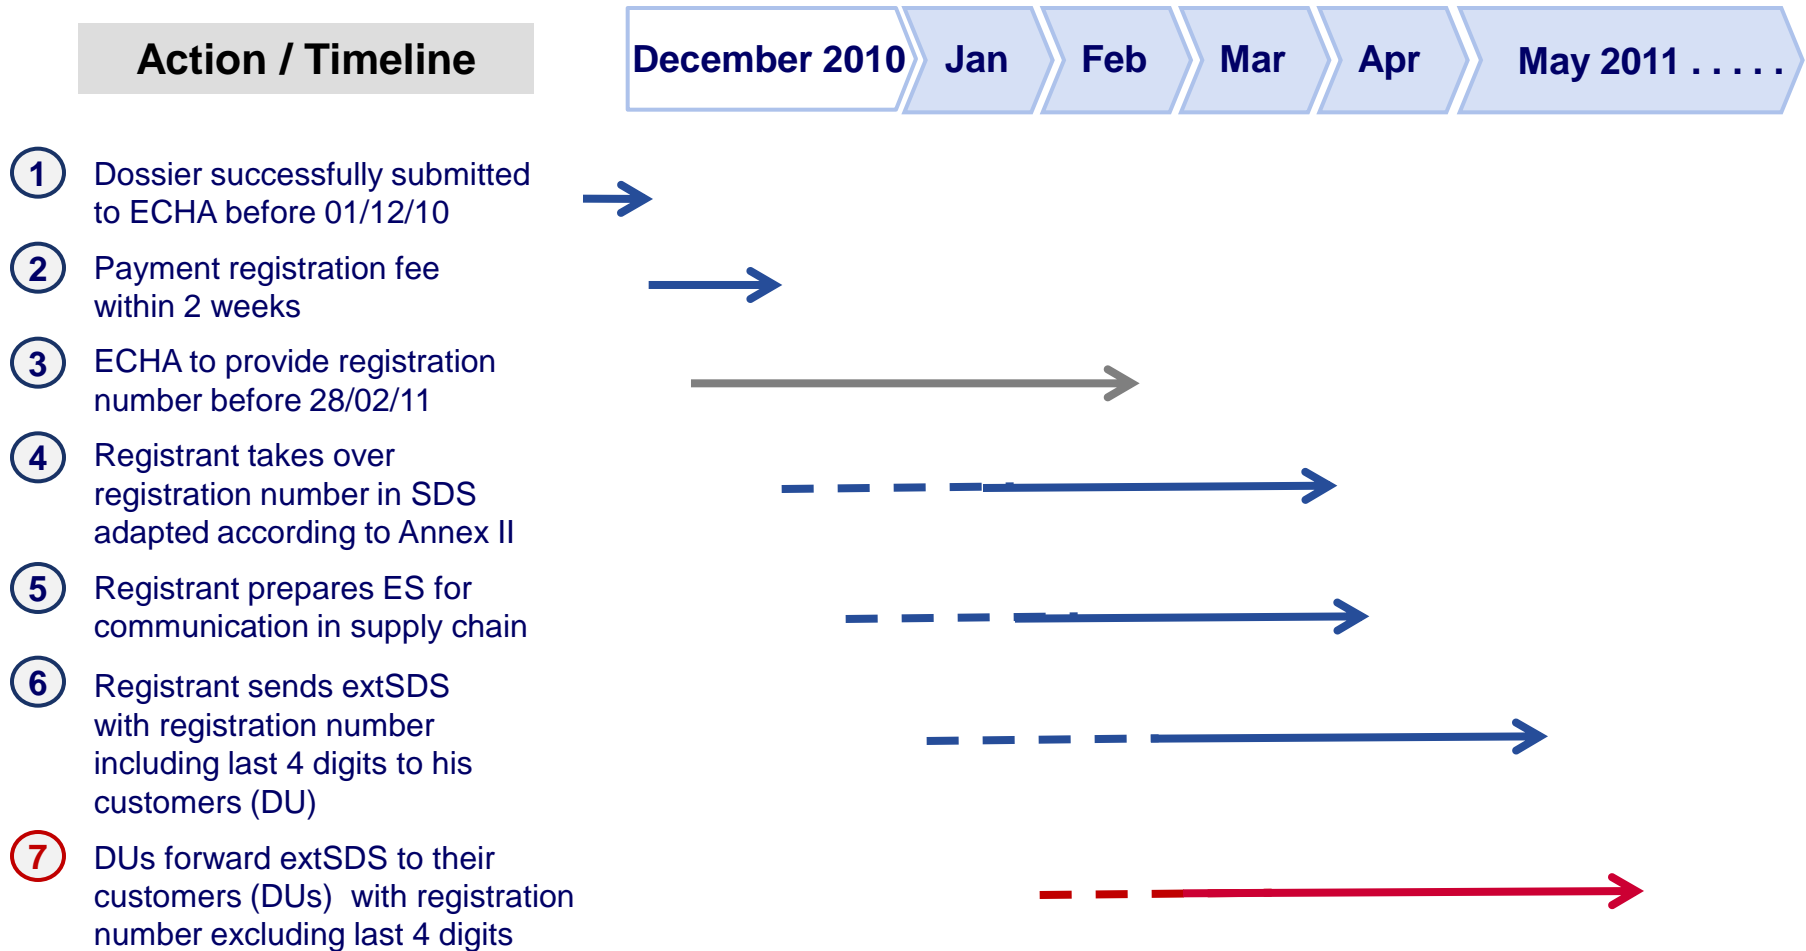 Action / Timeline
December 2010
Jan
Feb
Mar
Apr
May 2011 . . . . .
1
Dossier successfully submitted
to ECHA before 01/12/10
2
Payment registration fee
within 2 weeks
3
ECHA to provide registration
number before 28/02/11
4
Registrant takes over
registration number in SDS
adapted according to Annex II
5
Registrant prepares ES for
communication in supply chain
6
Registrant sends extSDS
with registration number
including last 4 digits to his
customers (DU)
7
DUs forward extSDS to their
customers (DUs) with registration
number excluding last 4 digits